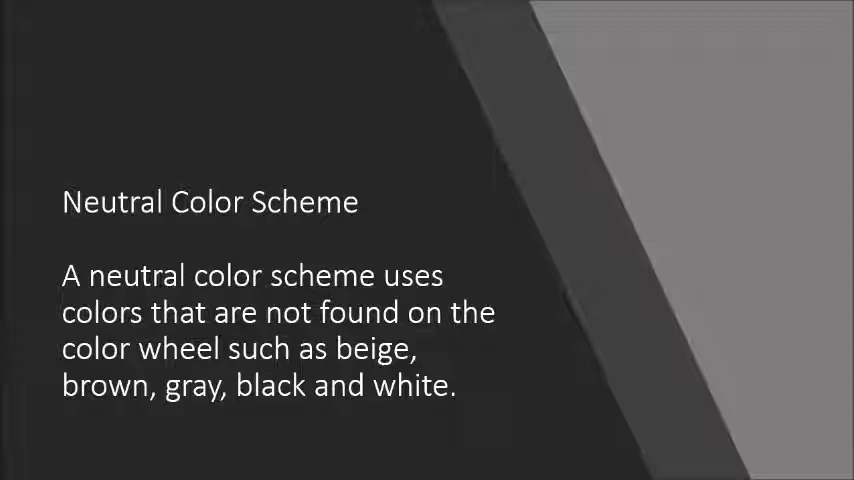 Neutral Color Scheme
A neutral color scheme uses
colors that are not found on the
color wheel such as beige,
brown, gray, black and white.